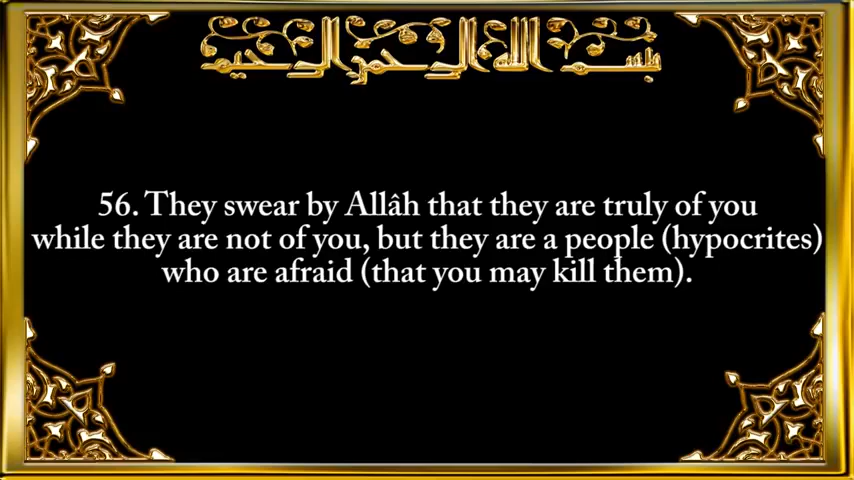 بسم الله الرحمن الرحيم
56. They swear by Allâh that they are truly of you
while they are not of you, but they are a people (hypocrites)
who are afraid (that you may kill them).